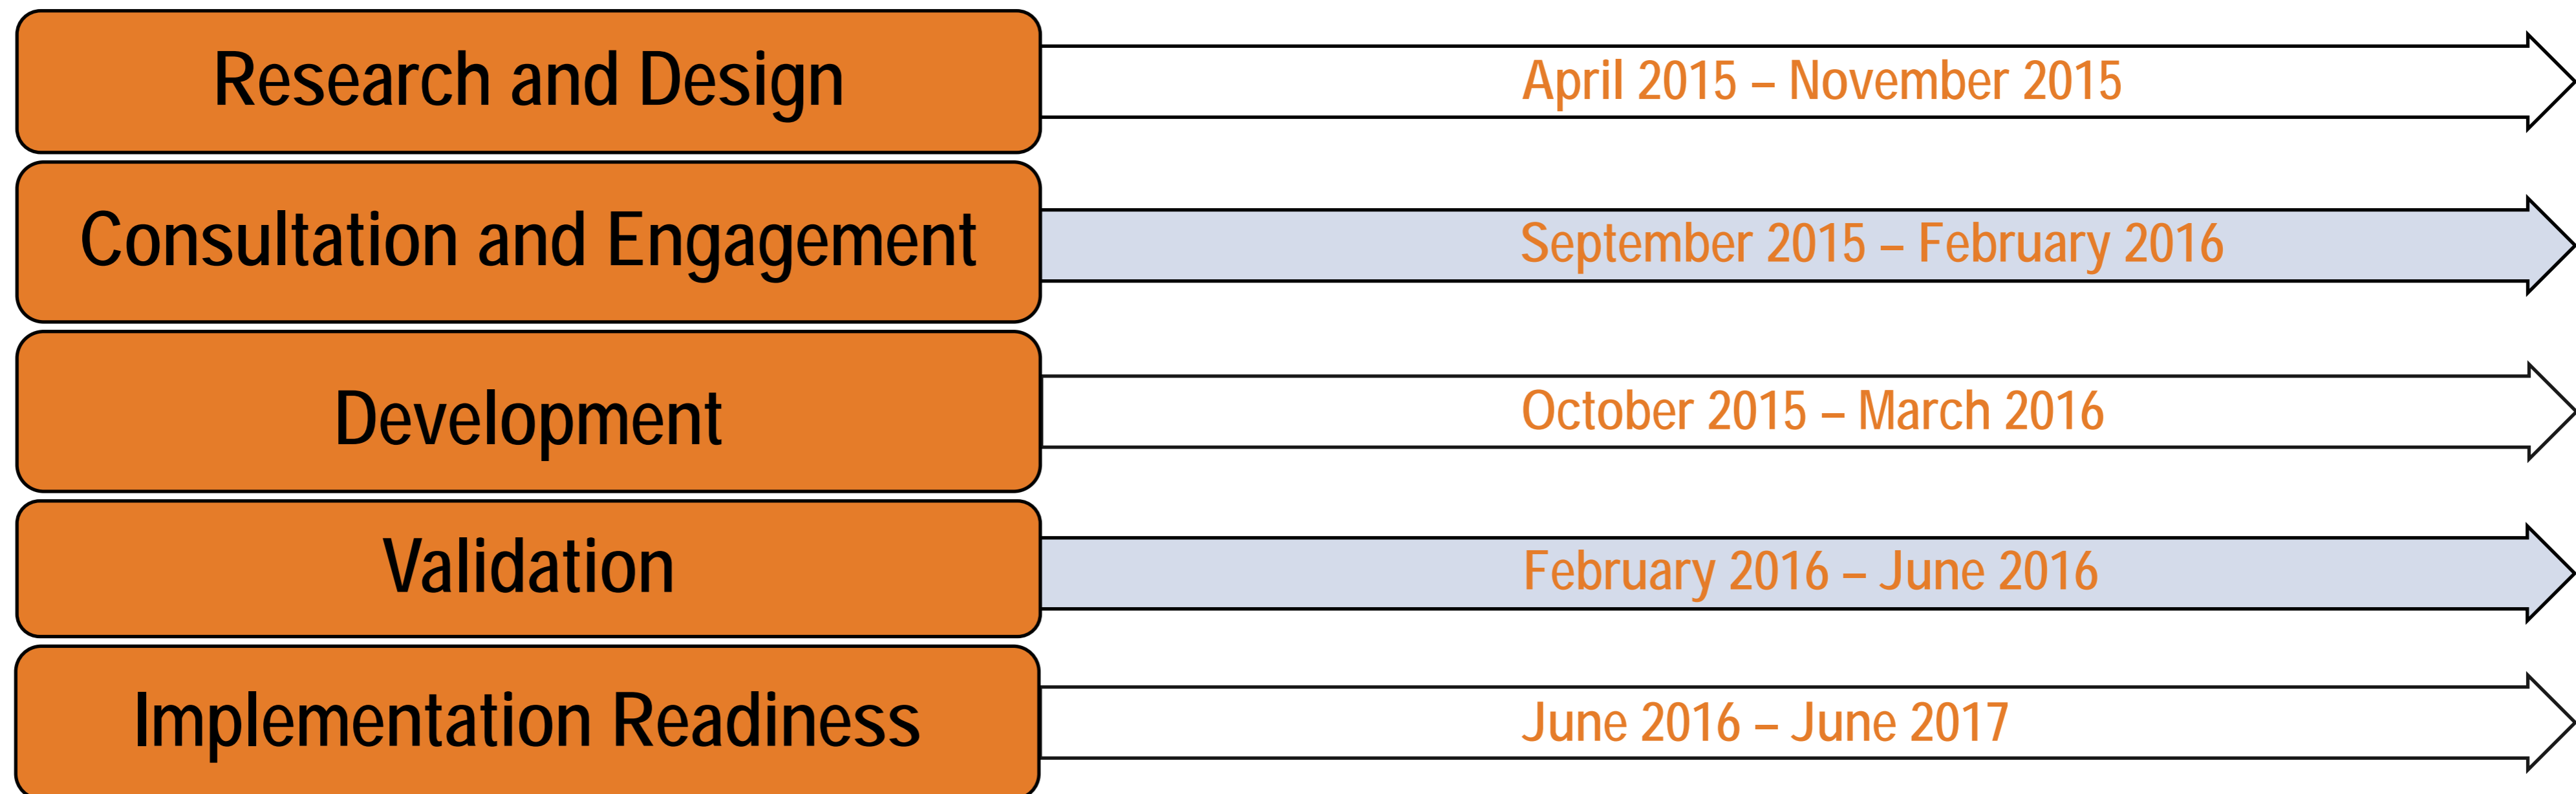 Research and Design
April 2015 – November 2015
Consultation and Engagement
September 2015 – February 2016
Development
October 2015 – March 2016
Validation
February 2016 – June 2016
Implementation Readiness
June 2016 – June 2017